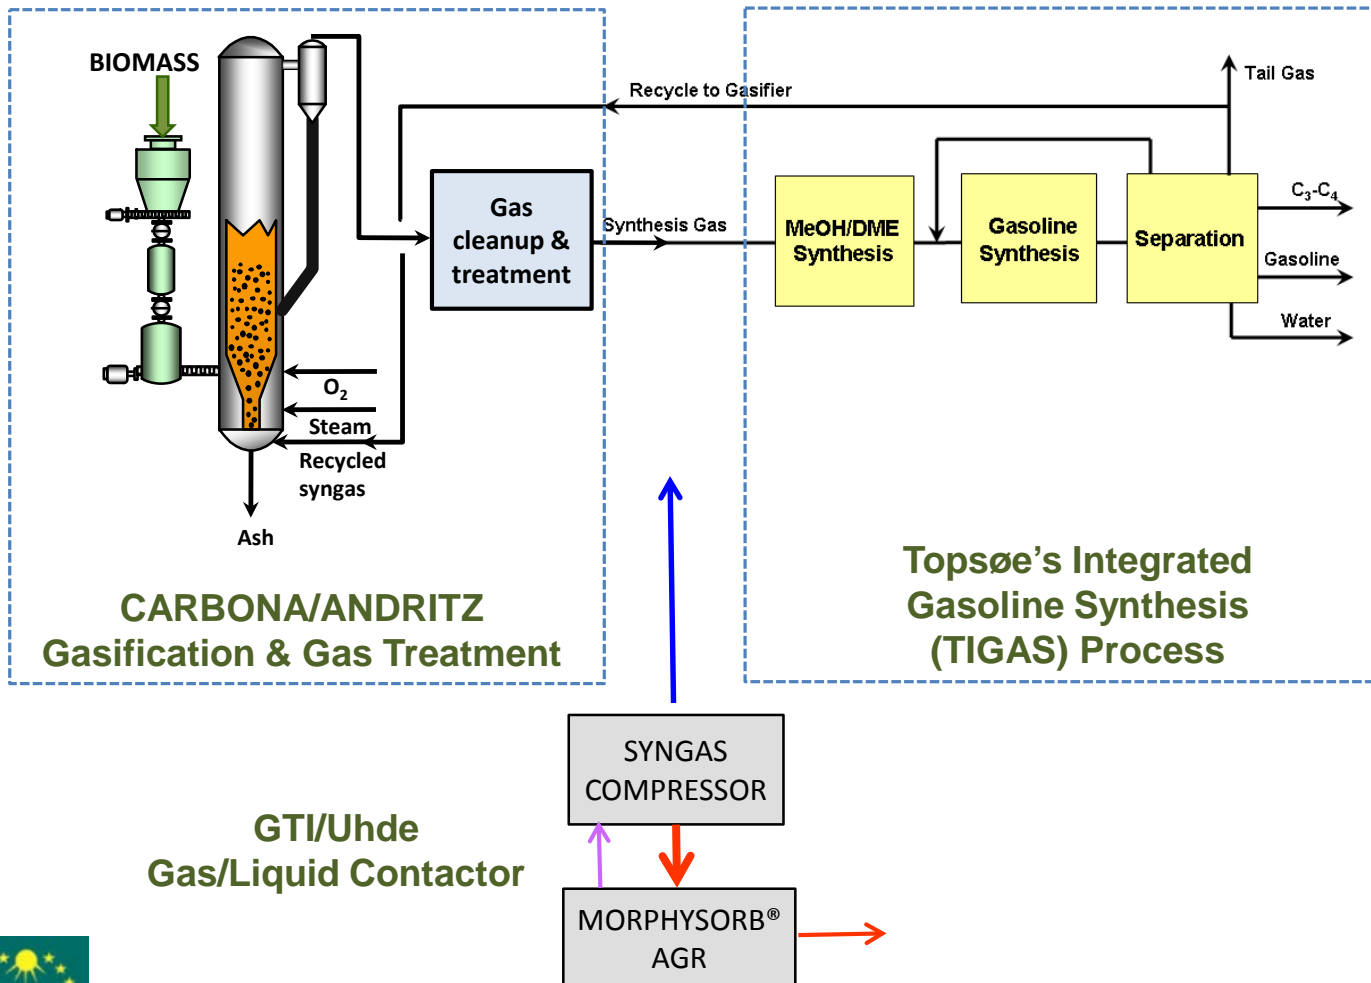 BIOMASS
Recycle to Gasifier
Tail Gas
Gas
cleanup &
treatment
Synthesis Gas
MeOH/DME
Synthesis
Gasoline
Synthesis
Separation
C₃-C₄
Gasoline
Water
O₂
Steam
Recycled
syngas
Ash
CARBONA/ANDRITZ
Gasification & Gas Treatment
Topsøe’s Integrated
Gasoline Synthesis
(TIGAS) Process
SYNGAS
COMPRESSOR
GTI/Uhde
Gas/Liquid Contactor
MORPHYSORB®
AGR